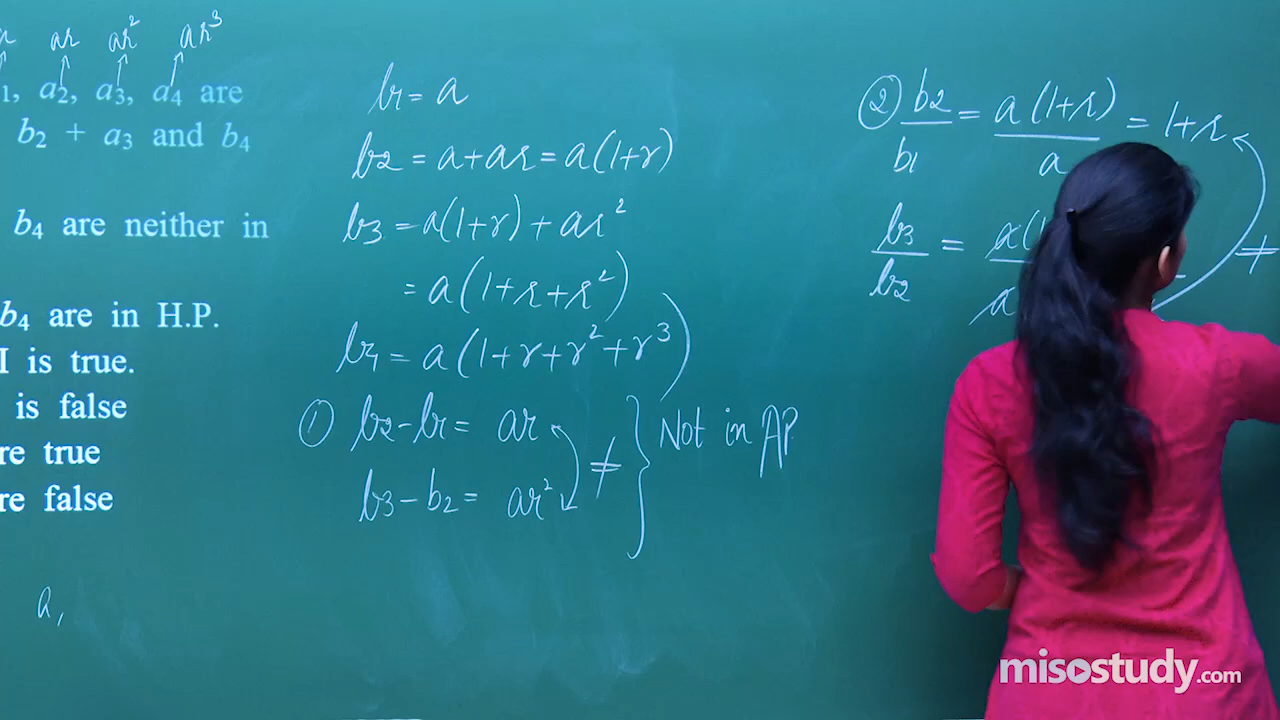 ar ar² ar³
1, a2, a3, a4 are
b2 + a3 and b4
b4 are neither in
b4 are in H.P.
I is true.
is false
re true
re false
a,
b1 = a
b2 = a + ar = a(1+r)
b3 = a(1+r) + ar²
= a(1+r+r²)
b4 = a(1+r+r²+r³)
① b2 - b1 = ar
b3 - b2 = ar²
≠ } Not in AP
② b2/b1 = a(1+r)/a = 1+r
b3/b2 = a(1 / a
≠
misostudy.com